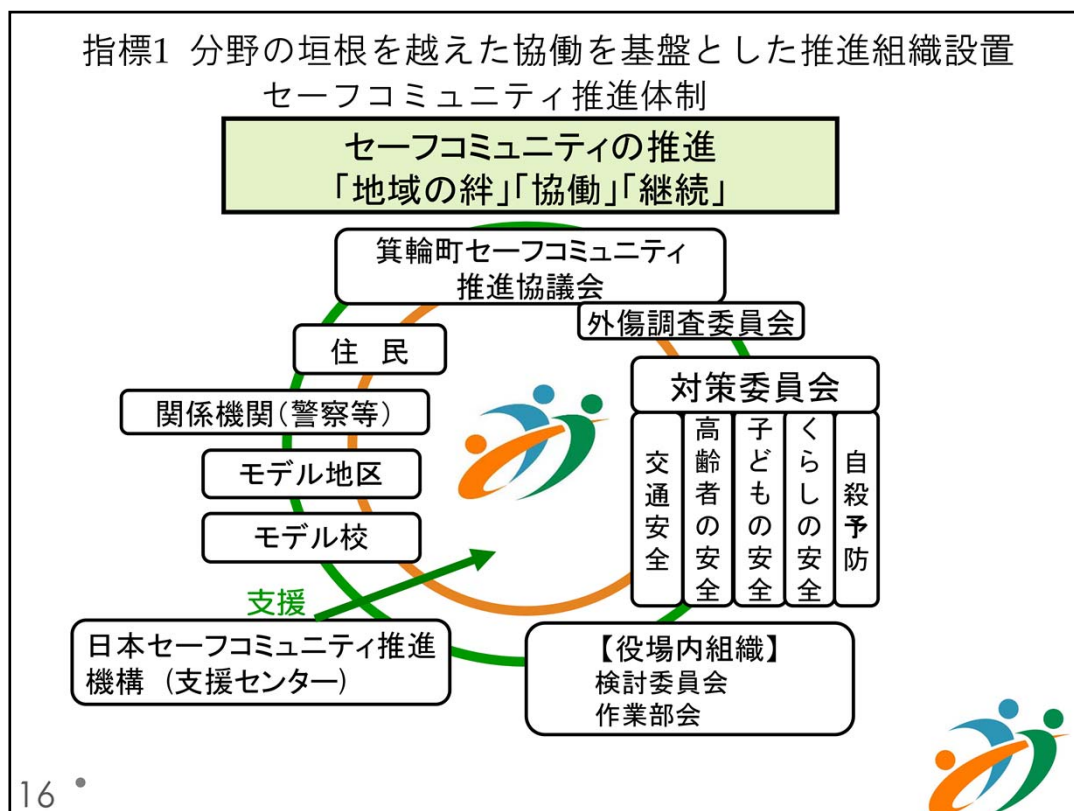 指標1 分野の垣根を越えた協働を基盤とした推進組織設置
セーフコミュニティ推進体制
セーフコミュニティの推進
「地域の絆」「協働」「継続」
箕輪町セーフコミュニティ
推進協議会
外傷調査委員会
住 民
対策委員会
関係機関(警察等)
モデル地区
モデル校
交通安全
高齢者の安全
子どもの安全
くらしの安全
自殺予防
支援
日本セーフコミュニティ推進
機構 (支援センター)
【役場内組織】
検討委員会
作業部会
16